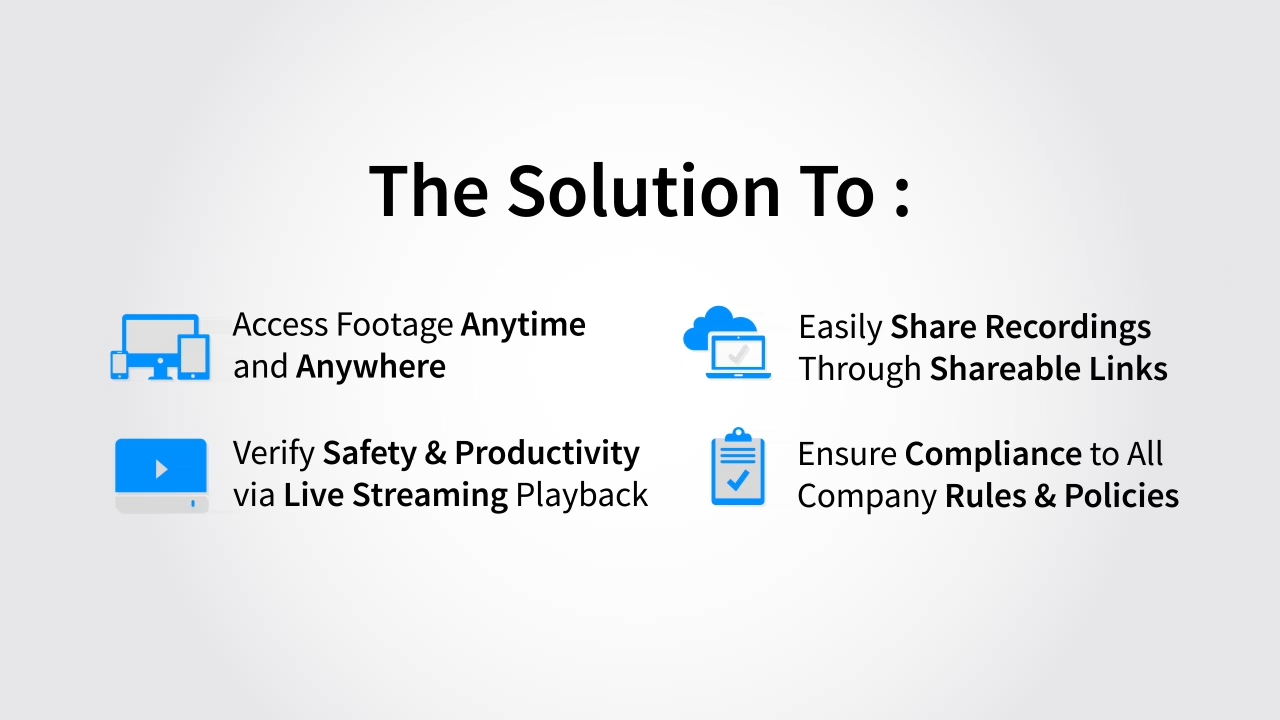 The Solution To :
Access Footage Anytime
and Anywhere
Easily Share Recordings
Through Shareable Links
Verify Safety & Productivity
via Live Streaming Playback
Ensure Compliance to All
Company Rules & Policies